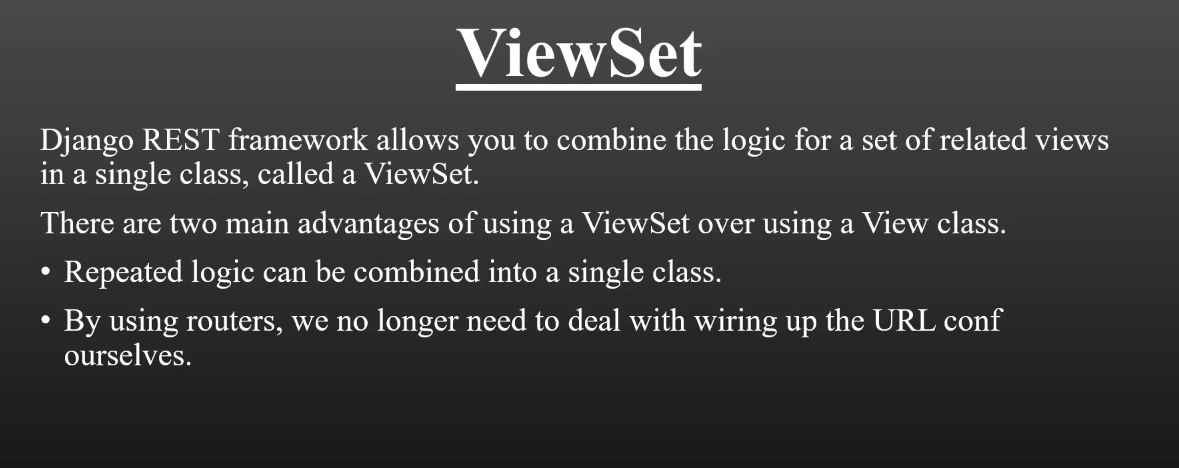 ViewSet
Django REST framework allows you to combine the logic for a set of related views
in a single class, called a ViewSet.
There are two main advantages of using a ViewSet over using a View class.
• Repeated logic can be combined into a single class.
• By using routers, we no longer need to deal with wiring up the URL conf
ourselves.